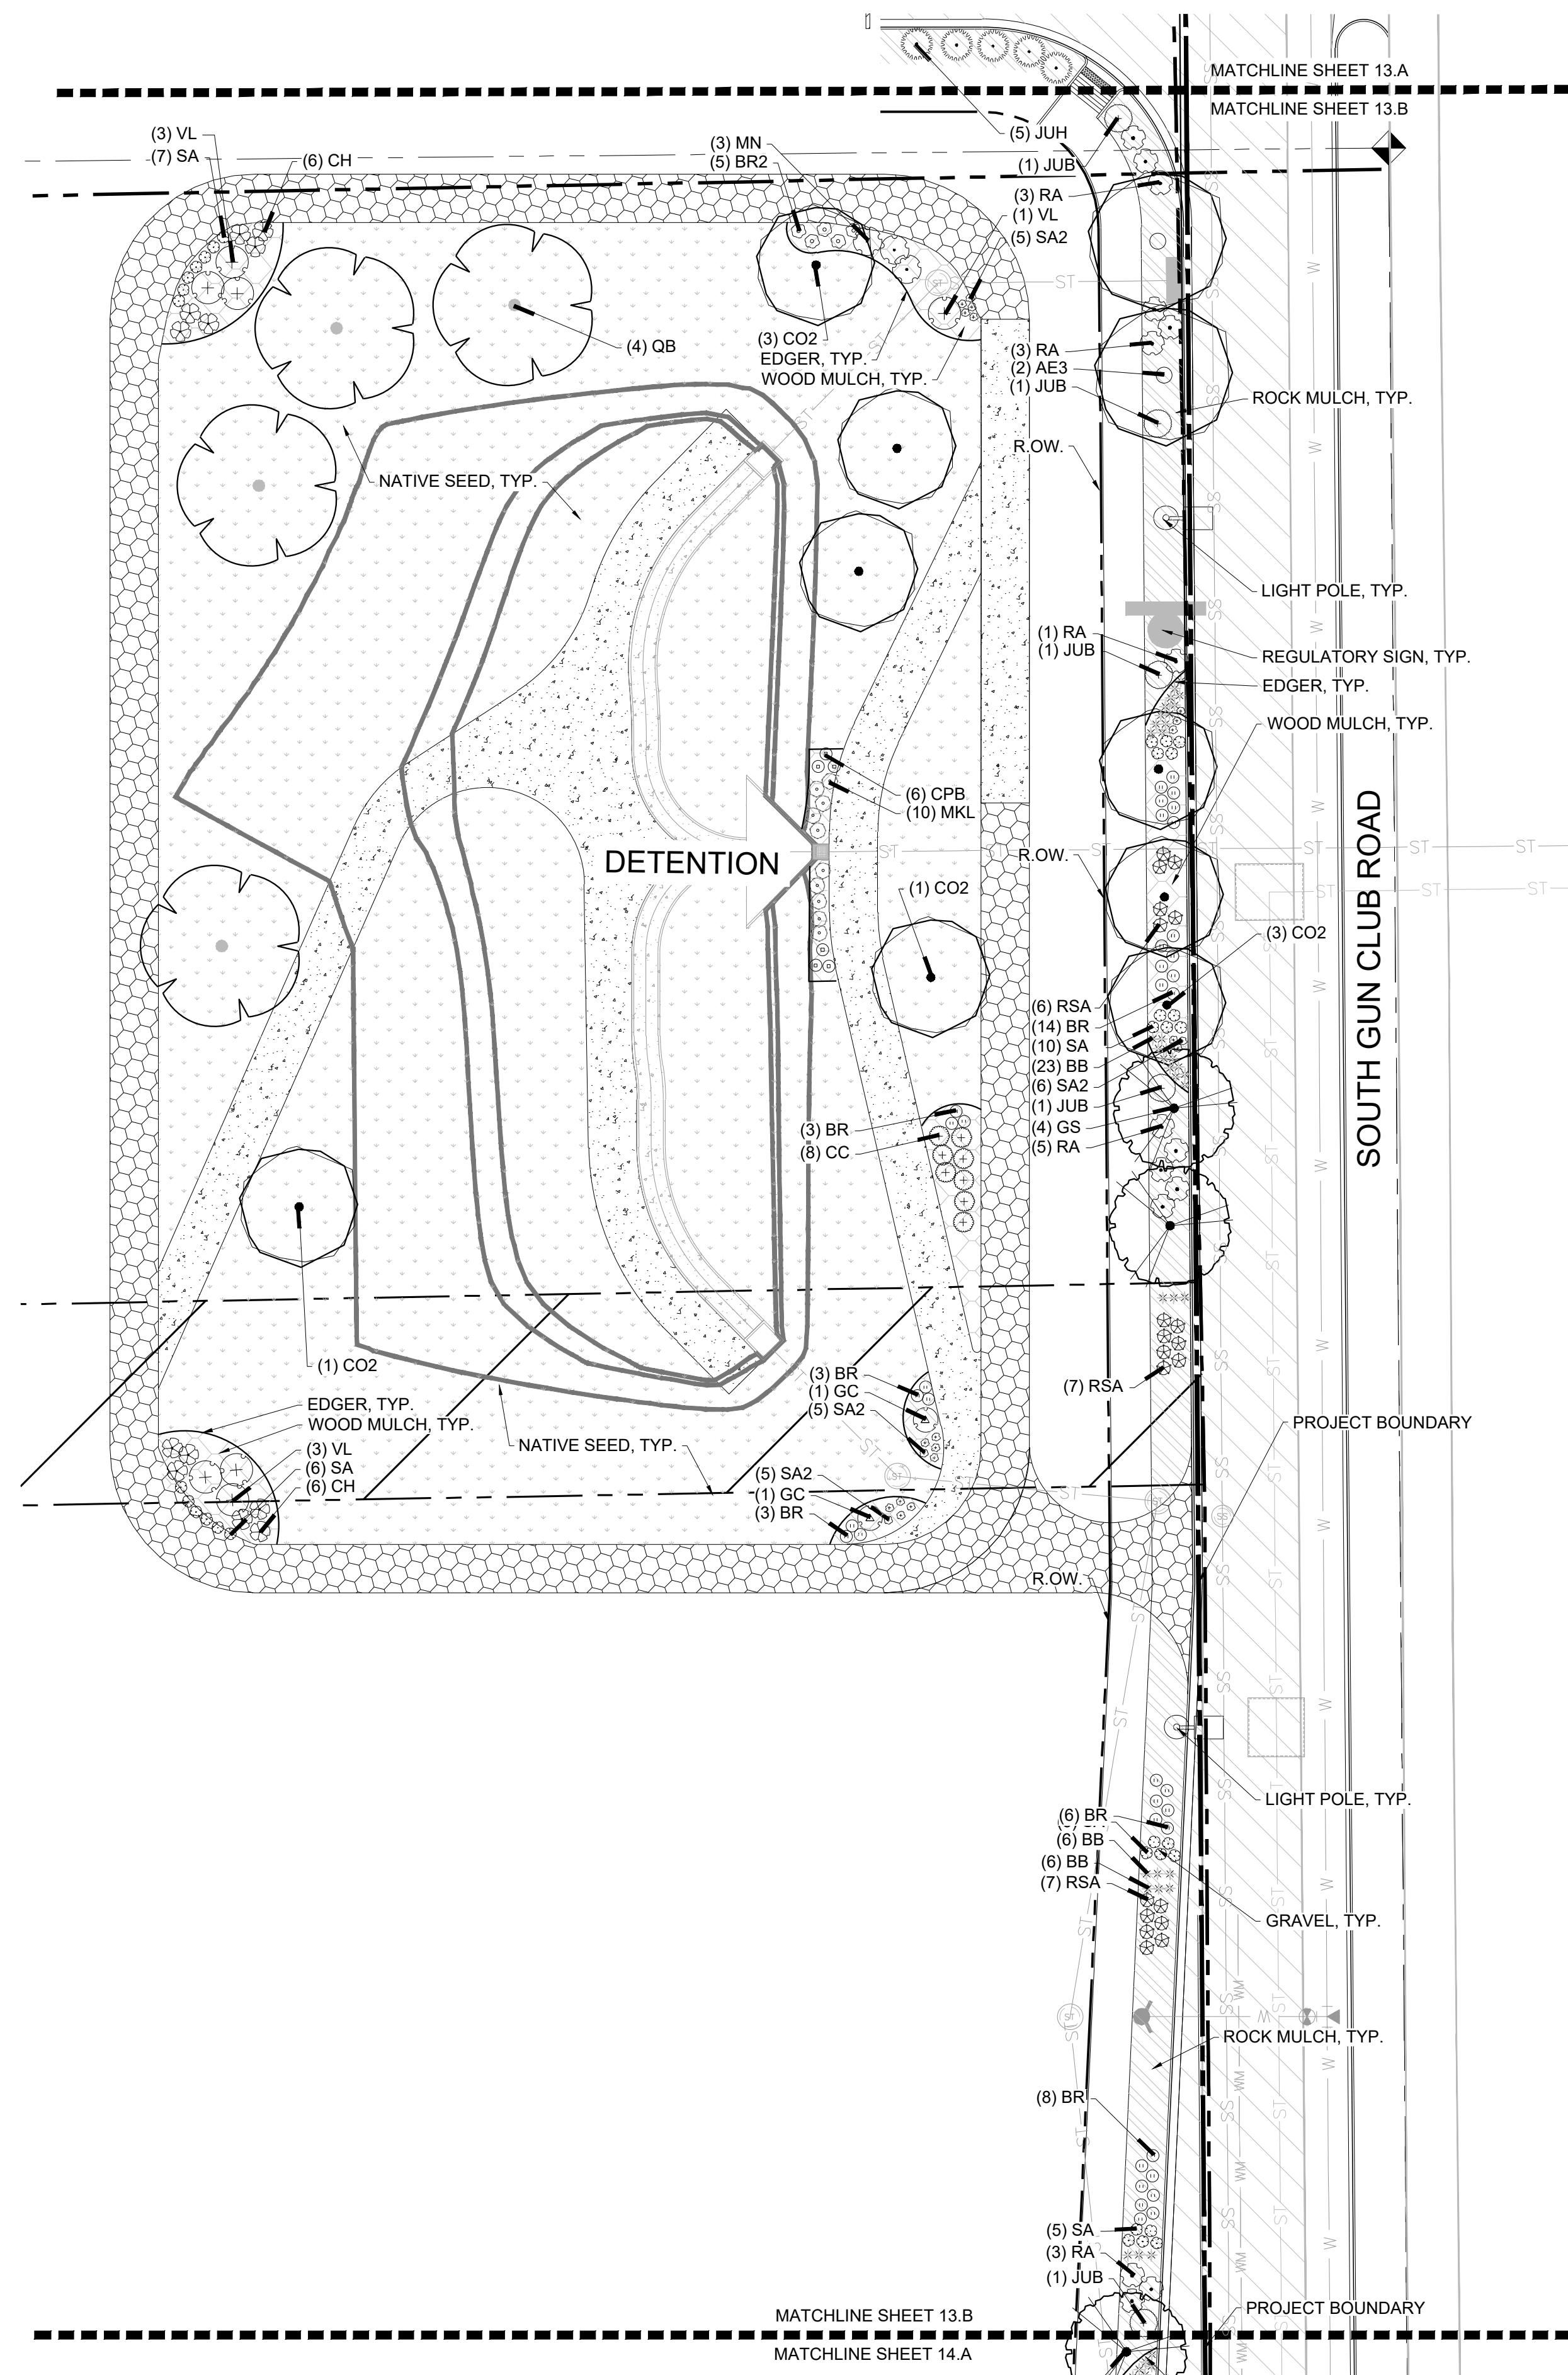 MATCHLINE SHEET 13.A
MATCHLINE SHEET 13.B
(5) JUH
(3) VL
(7) SA
(6) CH
(3) MN
(5) BR2
(1) JUB
(3) RA
(1) VL
(5) SA2
ST
(4) QB
(3) CO2
EDGER, TYP.
WOOD MULCH, TYP.
(3) RA
(2) AE3
(1) JUB
ROCK MULCH, TYP.
R.OW.
NATIVE SEED, TYP.
LIGHT POLE, TYP.
(1) RA
(1) JUB
REGULATORY SIGN, TYP.
EDGER, TYP.
WOOD MULCH, TYP.
(6) CPB
(10) MKL
DETENTION
R.OW.
(1) CO2
(3) CO2
SOUTH GUN CLUB ROAD
(6) RSA
(14) BR
(10) SA
(23) BB
(6) SA2
(1) JUB
(4) GS
(5) RA
(3) BR
(8) CC
(1) CO2
(7) RSA
(3) BR
(1) GC
(5) SA2
EDGER, TYP.
WOOD MULCH, TYP.
(3) VL
(6) SA
(6) CH
NATIVE SEED, TYP.
PROJECT BOUNDARY
(5) SA2
(1) GC
(3) BR
R.OW.
LIGHT POLE, TYP.
(6) BR
(6) BB
(6) BB
(7) RSA
GRAVEL, TYP.
ROCK MULCH, TYP.
(8) BR
(5) SA
(3) RA
(1) JUB
PROJECT BOUNDARY
MATCHLINE SHEET 13.B
MATCHLINE SHEET 14.A